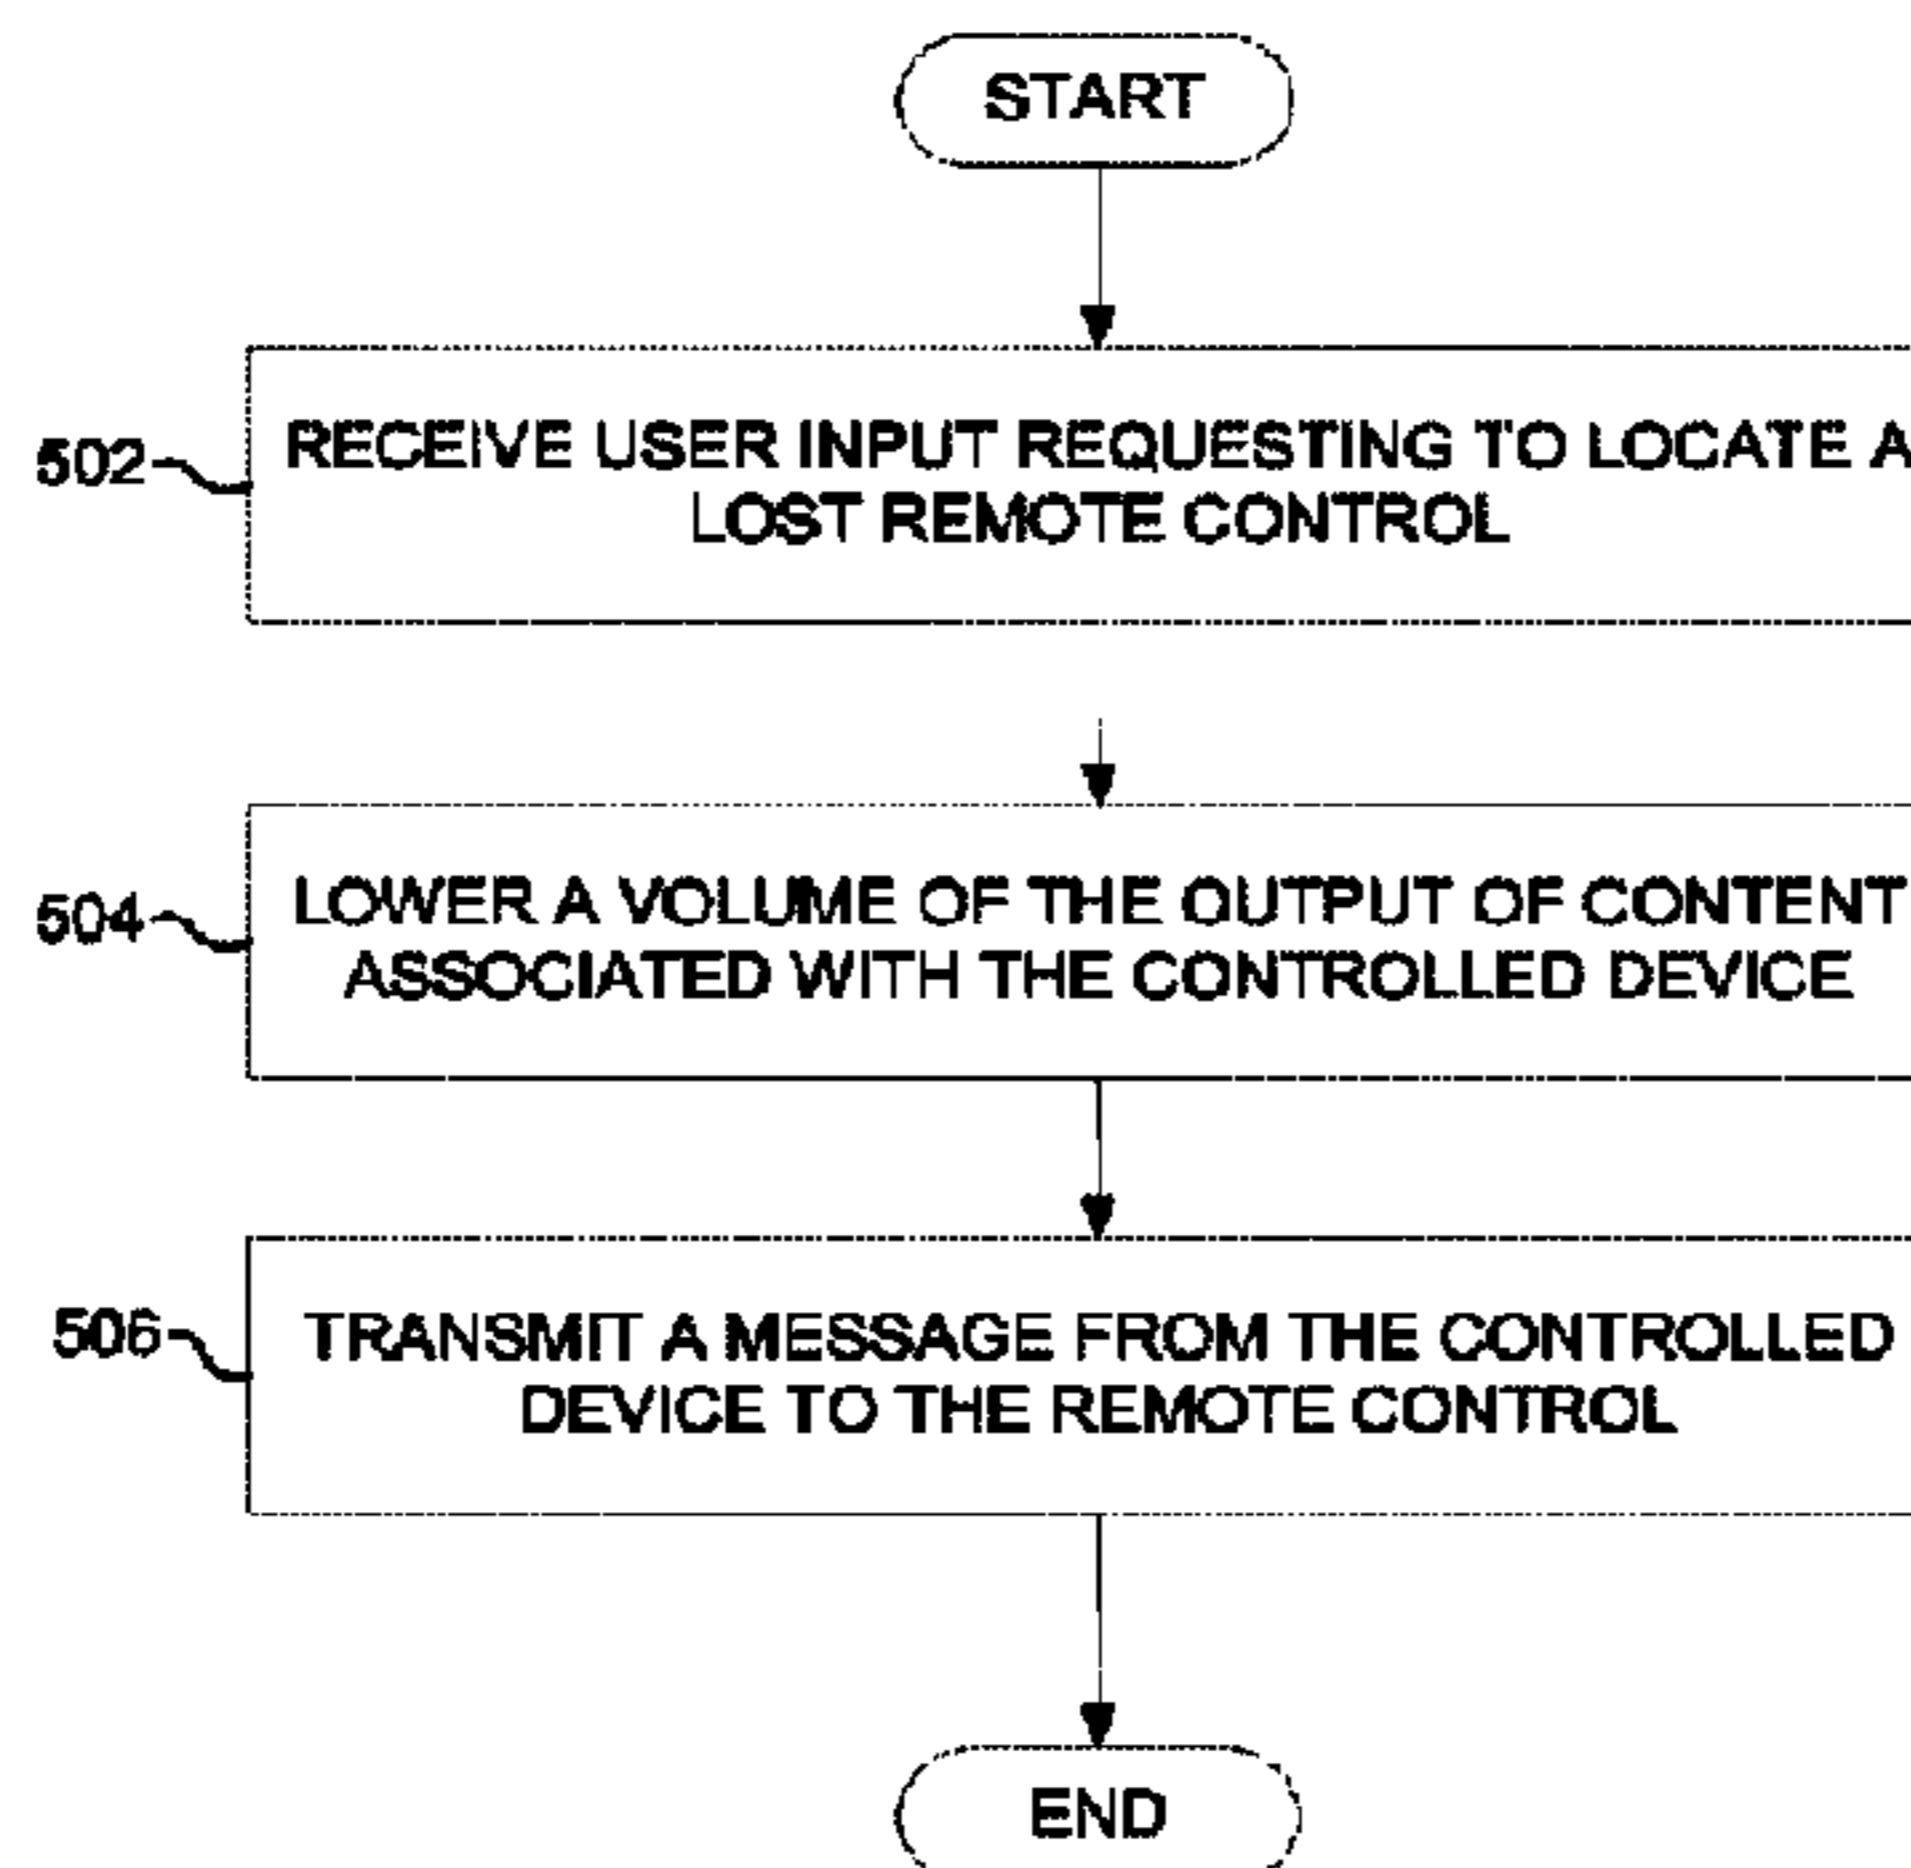 START
502
RECEIVE USER INPUT REQUESTING TO LOCATE A
LOST REMOTE CONTROL
504
LOWER A VOLUME OF THE OUTPUT OF CONTENT
ASSOCIATED WITH THE CONTROLLED DEVICE
506
TRANSMIT A MESSAGE FROM THE CONTROLLED
DEVICE TO THE REMOTE CONTROL
END